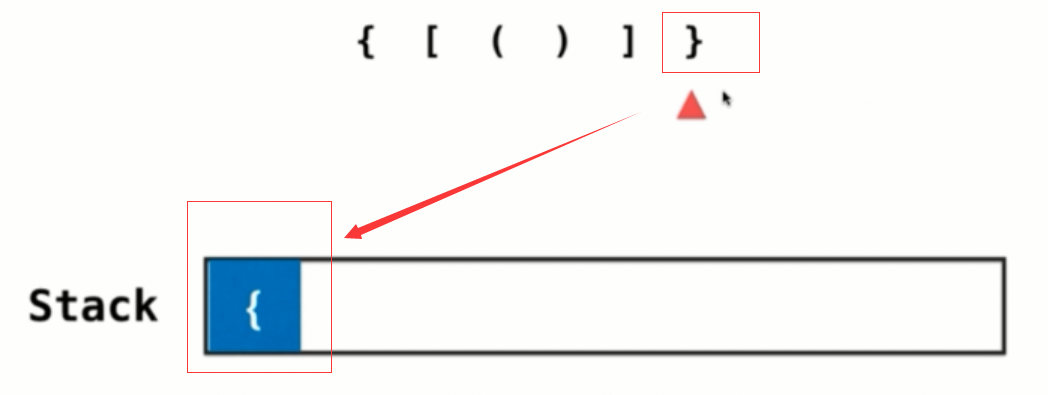 { [ ( ) ] }
Stack {